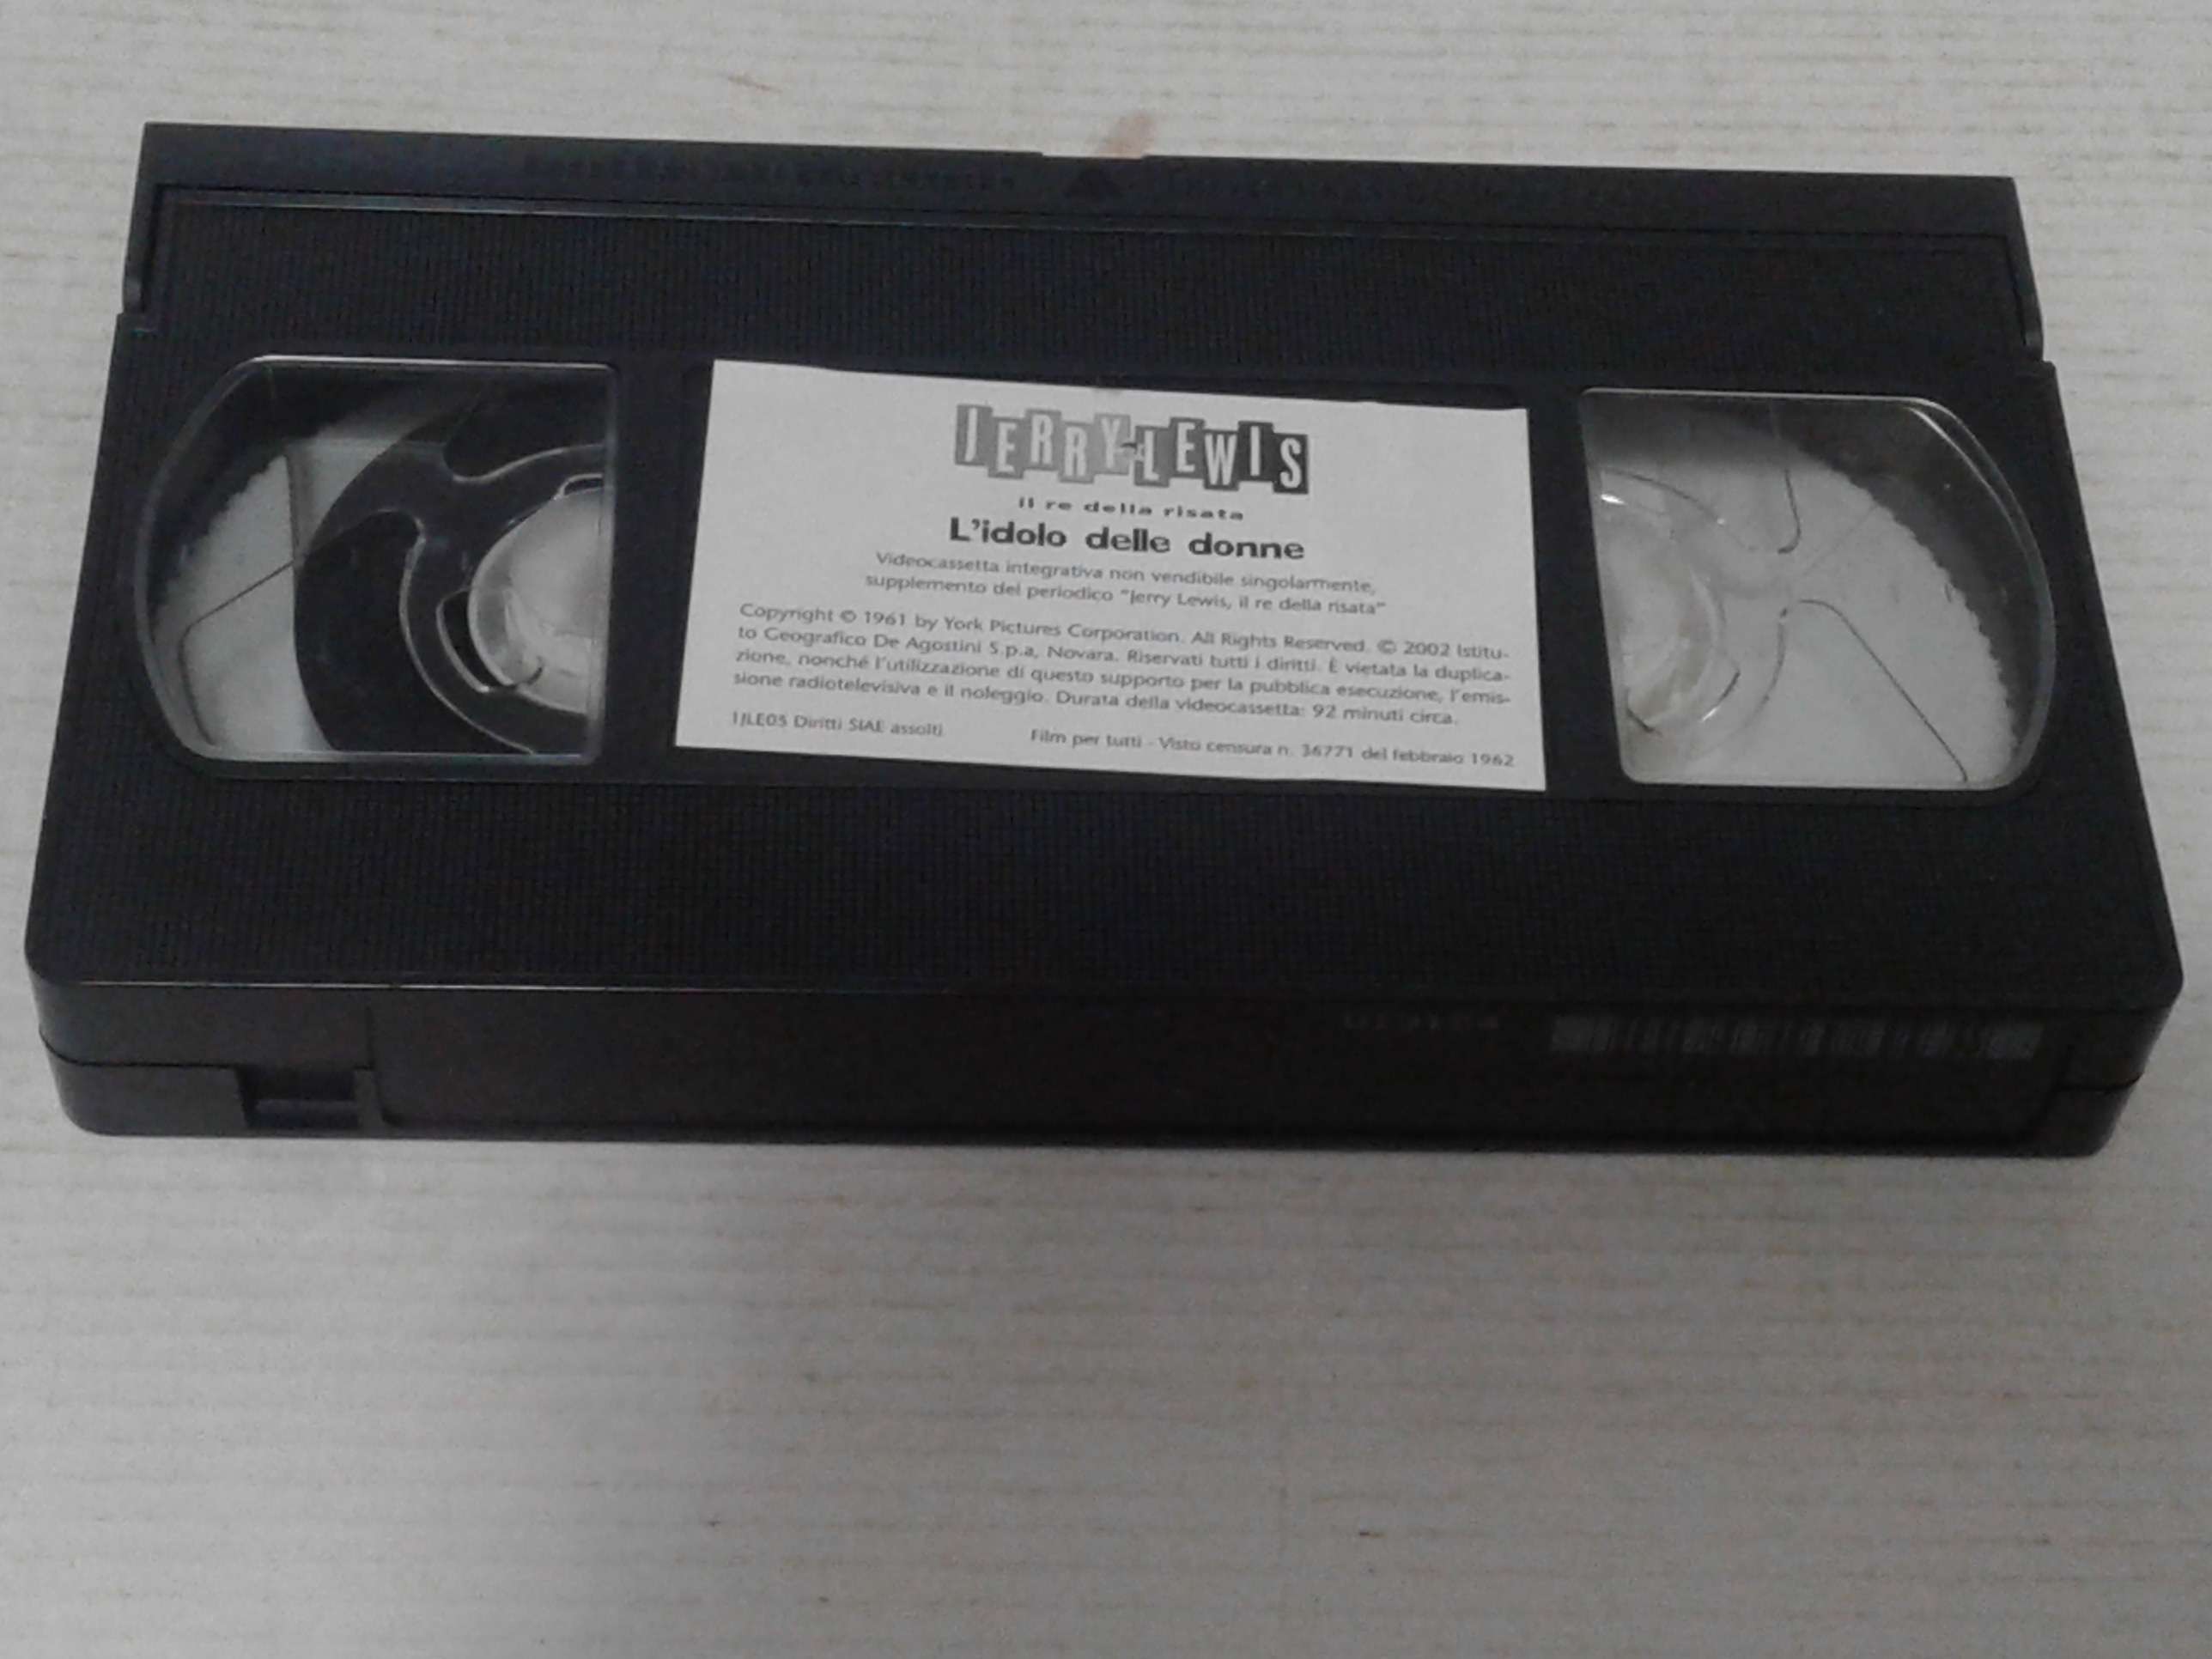 JERRY LEWIS
il re della risata
L'idolo delle donne
Videocassetta integrativa non vendibile singolarmente,
supplemento del periodico "Jerry Lewis, il re della risata"
Copyright © 1961 by York Pictures Corporation. All Rights Reserved. © 2002 Istitu-
to Geografico De Agostini S.p.a, Novara. Riservati tutti i diritti. È vietata la duplica-
zione, nonché l'utilizzazione di questo supporto per la pubblica esecuzione, l'emis-
sione radiotelevisiva e il noleggio. Durata della videocassetta: 92 minuti circa.
1JLE05 Diritti SIAE assolti
Film per tutti - Visto censura n. 36771 del febbraio 1962